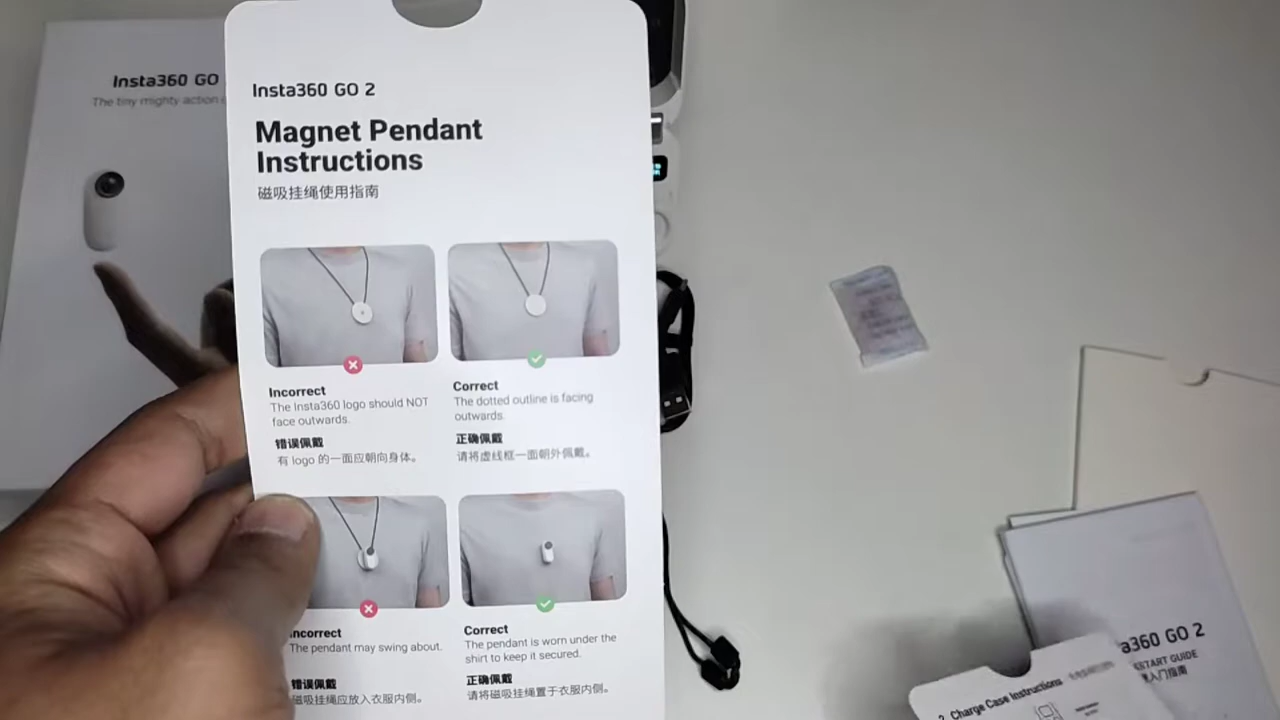 Insta360 GO
The tiny mighty action
Insta360 GO 2
Magnet Pendant
Instructions
磁吸挂绳使用指南
Incorrect
The Insta360 logo should NOT
face outwards.
错误佩戴
有 logo 的一面应朝向身体。
Correct
The dotted outline is facing
outwards.
正确佩戴
请将虚线框一面朝外佩戴。
Incorrect
The pendant may swing about.
错误佩戴
磁吸挂绳应放入衣服内侧。
Correct
The pendant is worn under the
shirt to keep it secured.
正确佩戴
请将磁吸挂绳置于衣服内侧。
sta360 GO 2
KSTART GUIDE
入门指南
2. Charge Case Instructions